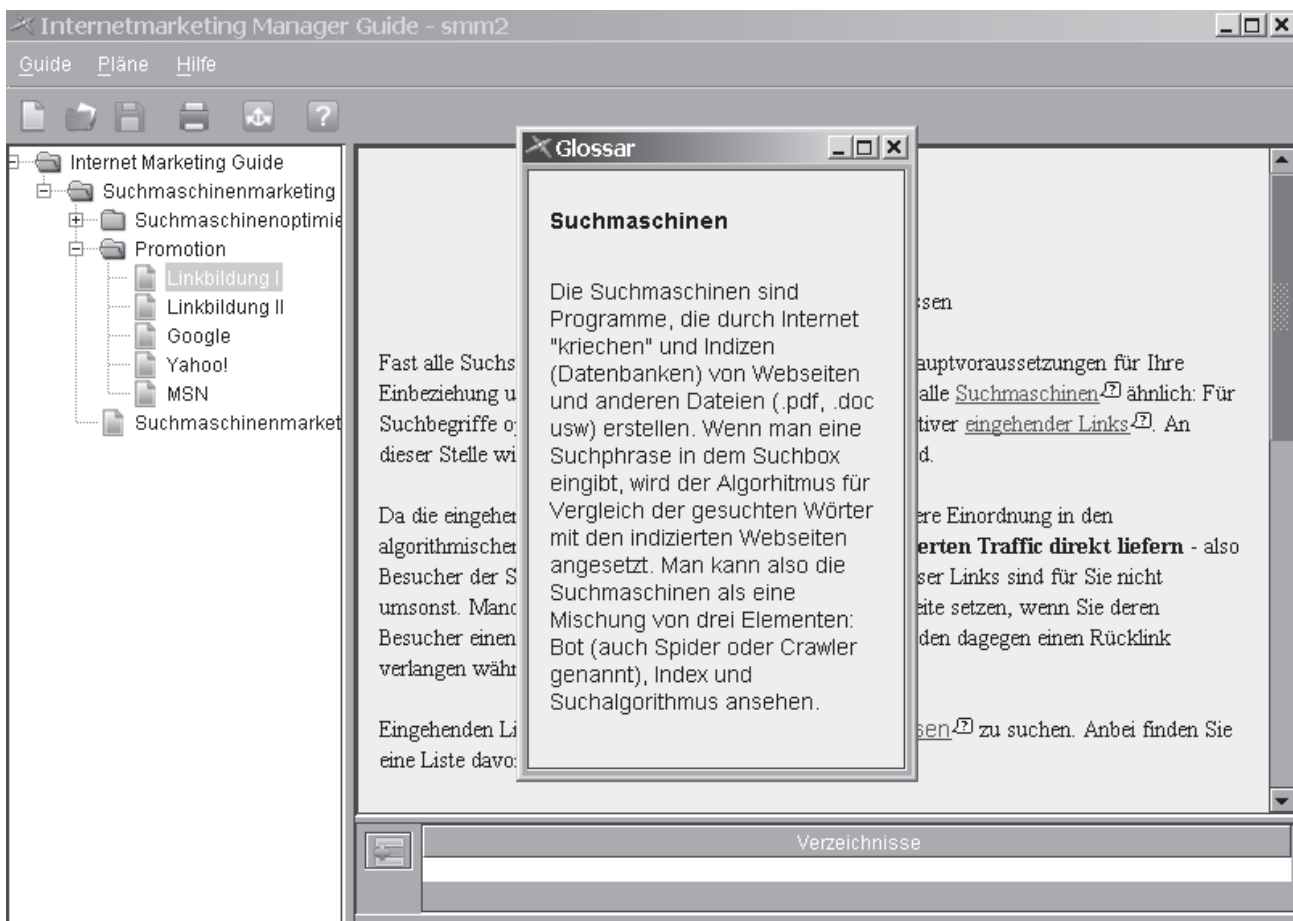 Internetmarketing Manager Guide - smm2
Guide Pläne Hilfe
Internet Marketing Guide
Suchmaschinenmarketing
Suchmaschinenoptimie
Promotion
Linkbildung I
Linkbildung II
Google
Yahoo!
MSN
Suchmaschinenmarket
Glossar
Suchmaschinen
Die Suchmaschinen sind
Programme, die durch Internet
"kriechen" und Indizen
(Datenbanken) von Webseiten
und anderen Dateien (.pdf, .doc
usw) erstellen. Wenn man eine
Suchphrase in dem Suchbox
eingibt, wird der Algorhitmus für
Vergleich der gesuchten Wörter
mit den indizierten Webseiten
angesetzt. Man kann also die
Suchmaschinen als eine
Mischung von drei Elementen:
Bot (auch Spider oder Crawler
genannt), Index und
Suchalgorithmus ansehen.
ssen
Fast alle Suchs auptvoraussetzungen für Ihre
Einbeziehung u alle Suchmaschinen ähnlich: Für
Suchbegriffe o tiver eingehender Links. An
dieser Stelle wi d.
Da die eingehe ere Einordnung in den
algorithmischer erten Traffic direkt liefern - also
Besucher der S ser Links sind für Sie nicht
umsonst. Manc eite setzen, wenn Sie deren
Besucher einen den dagegen einen Rücklink
verlangen währ
Eingehenden Li sen zu suchen. Anbei finden Sie
eine Liste davo
Verzeichnisse